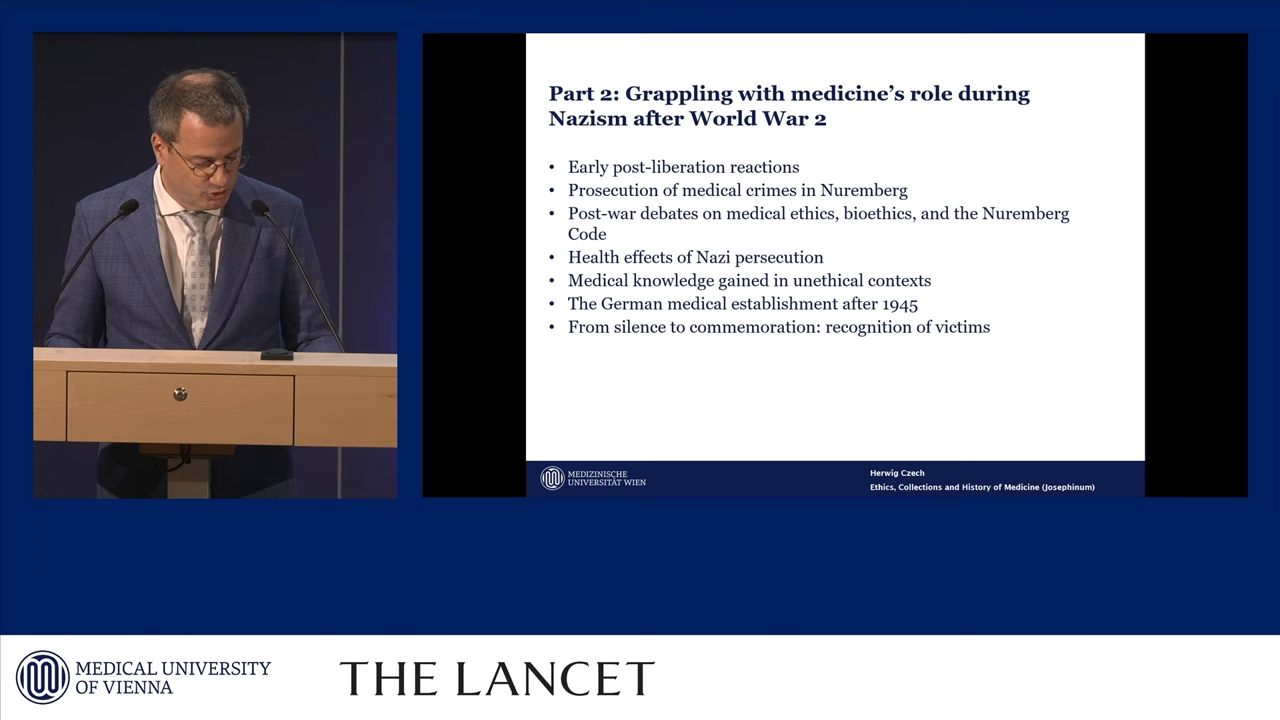 Part 2: Grappling with medicine's role during
Nazism after World War 2
• Early post-liberation reactions
• Prosecution of medical crimes in Nuremberg
• Post-war debates on medical ethics, bioethics, and the Nuremberg
Code
• Health effects of Nazi persecution
• Medical knowledge gained in unethical contexts
• The German medical establishment after 1945
• From silence to commemoration: recognition of victims
MEDIZINISCHE
UNIVERSITÄT WIEN
Herwig Czech
Ethics, Collections and History of Medicine (Josephinum)
MEDICAL UNIVERSITY
OF VIENNA
THE LANCET